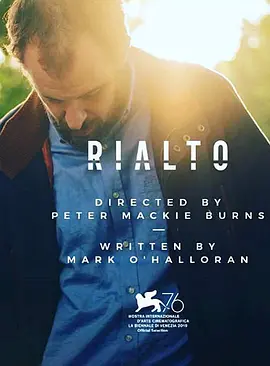 RIALTO
DIRECTED BY
PETER MACKIE BURNS
—
WRITTEN BY
MARK O'HALLORAN
76
MOSTRA INTERNAZIONALE
D'ARTE CINEMATOGRAFICA
LA BIENNALE DI VENEZIA 2019
Official Selection